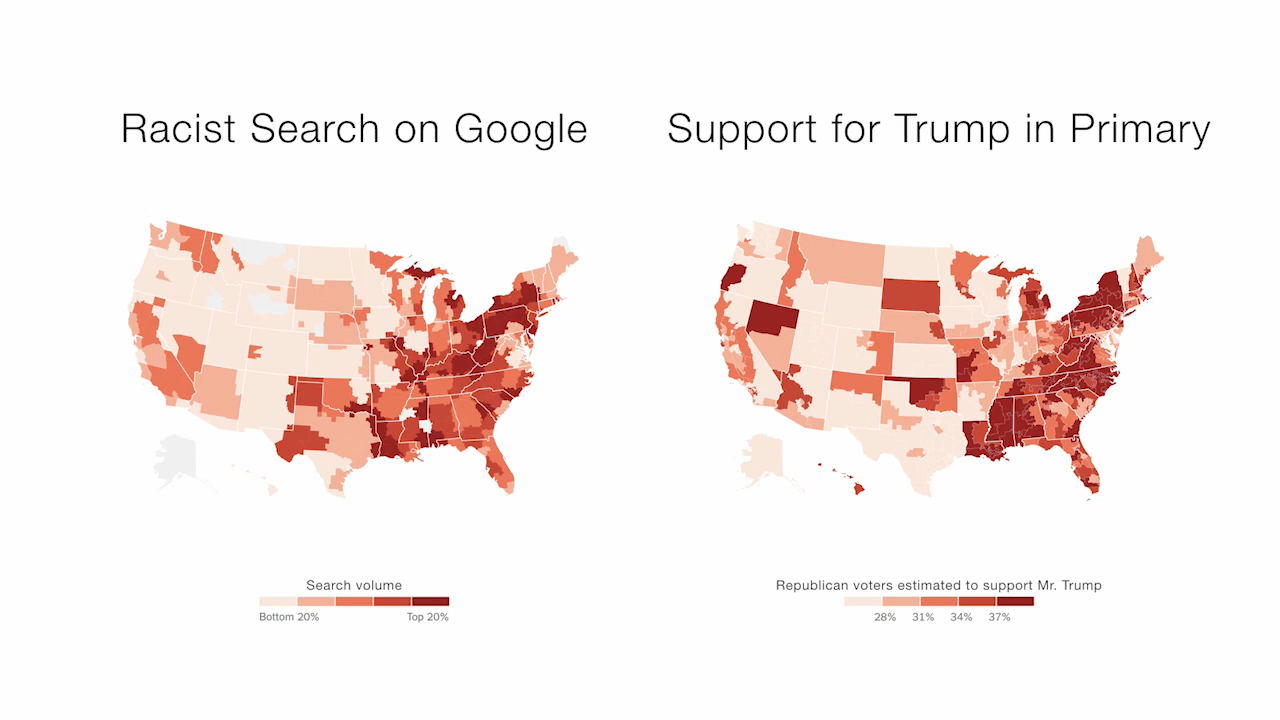 Racist Search on Google
Support for Trump in Primary
Search volume
Bottom 20%
Top 20%
Republican voters estimated to support Mr. Trump
28%
31%
34%
37%